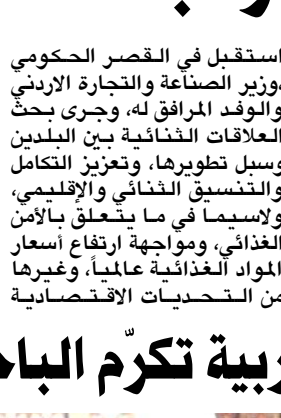 استقبل في القصر الحكومي
وزير الصناعة والتجارة الاردني،
والوفد المرافق له، وجرى بحث
العلاقات الثنائية بين البلدين
وسبل تطويرها، وتعزيز التكامل
والتنسيق الثنائي والإقليمي،
ولاسيما في ما يتعلق بالأمن
الغذائي، ومواجهة ارتفاع أسعار
المواد الغذائية عالمياً، وغيرها
من التحديات الاقتصادية
تكرّم